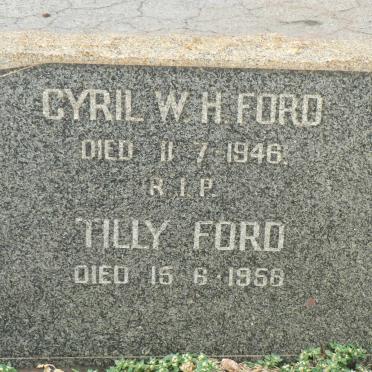 CYRIL W. H. FORD
DIED 11·7·1946.
R.I.P.
TILLY FORD
DIED 15·6·1958